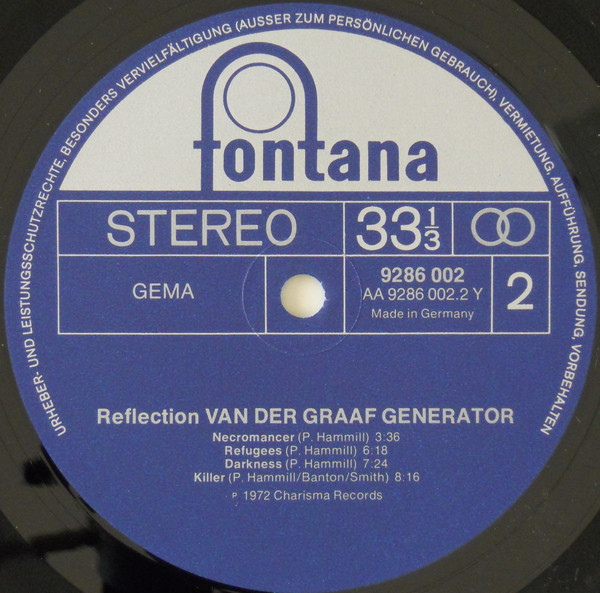 URHEBER- UND LEISTUNGSSCHUTZRECHTE, BESONDERS VERVIELFÄLTIGUNG (AUSSER ZUM PERSÖNLICHEN GEBRAUCH), VERMIETUNG, AUFFÜHRUNG, SENDUNG, VORBEHALTEN
fontana
STEREO 33 1/3
GEMA
9286 002
AA 9286 002.2 Y
Made in Germany
2
Reflection VAN DER GRAAF GENERATOR
Necromancer (P. Hammill) 3:36
Refugees (P. Hammill) 6:18
Darkness (P. Hammill) 7:24
Killer (P. Hammill/Banton/Smith) 8:16
℗ 1972 Charisma Records